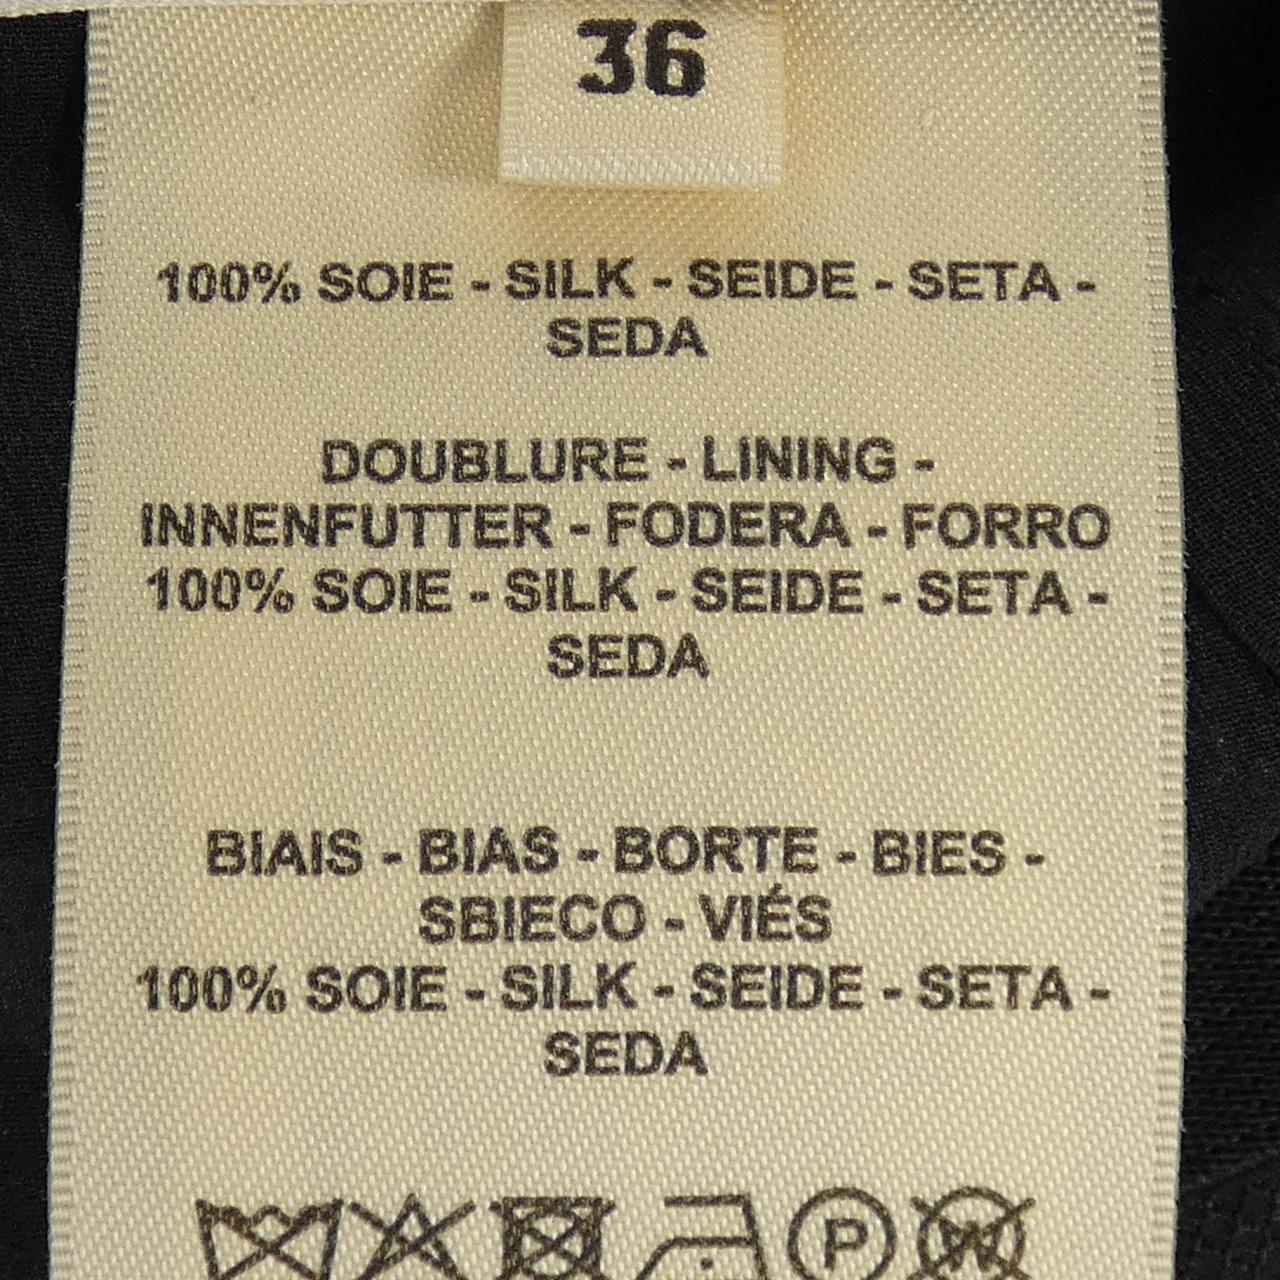 36
100% SOIE - SILK - SEIDE - SETA -
SEDA
DOUBLURE - LINING -
INNENFUTTER - FODERA - FORRO
100% SOIE - SILK - SEIDE - SETA -
SEDA
BIAIS - BIAS - BORTE - BIES -
SBIECO - VIÉS
100% SOIE - SILK - SEIDE - SETA -
SEDA
P W